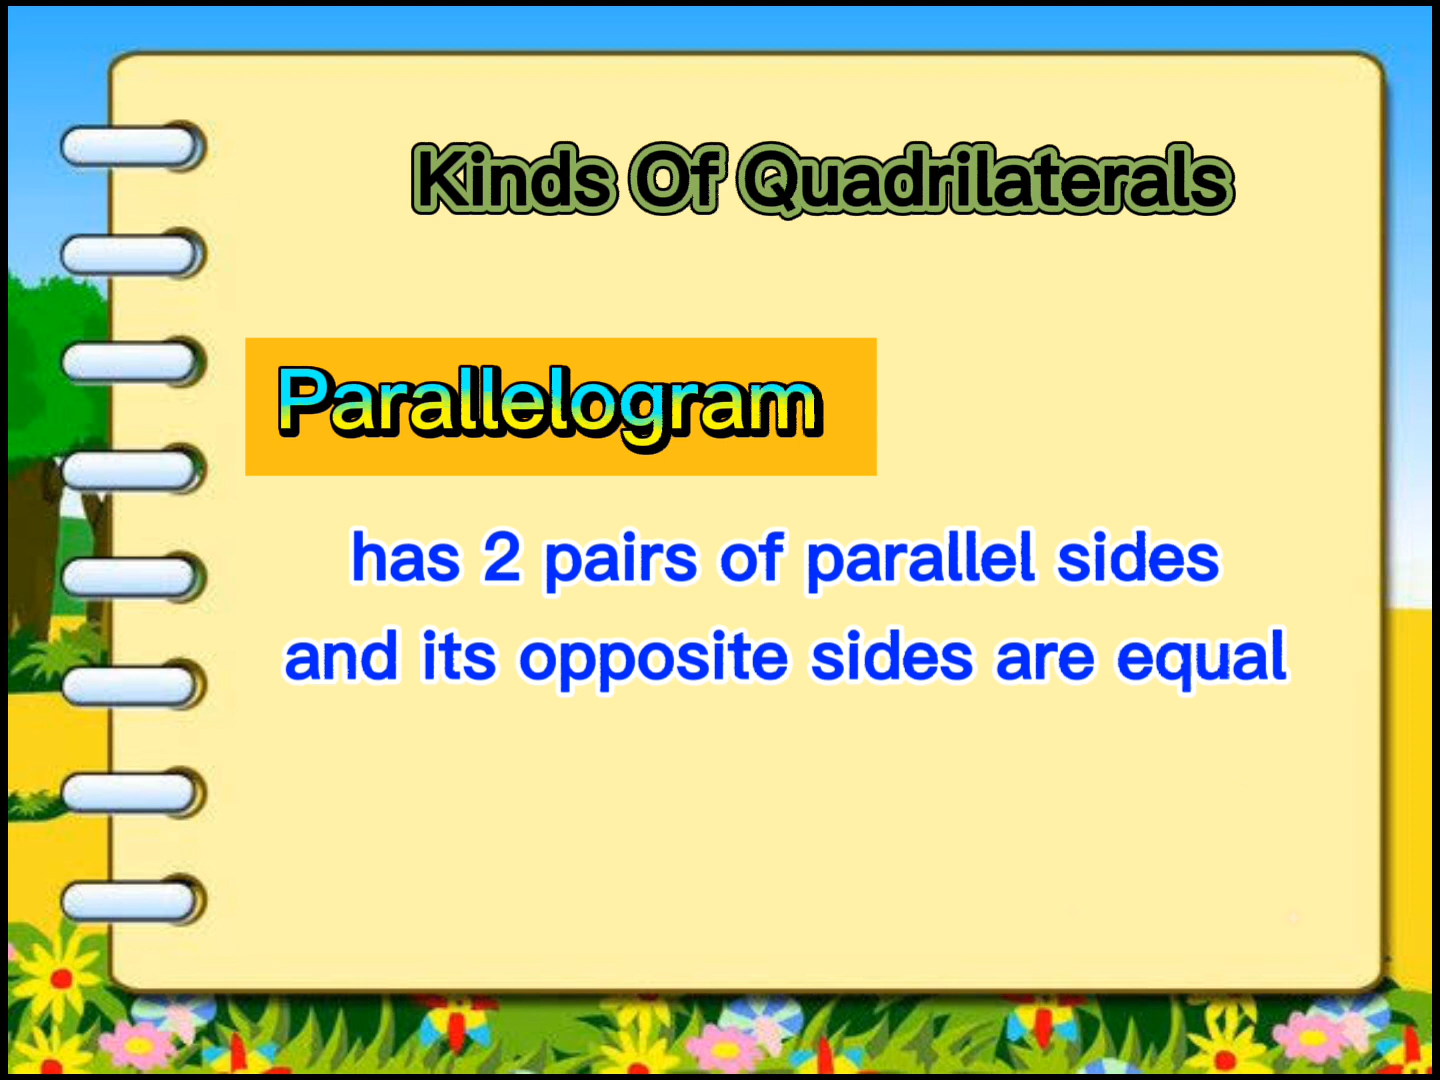 Kinds Of Quadrilaterals
Parallelogram
has 2 pairs of parallel sides
and its opposite sides are equal